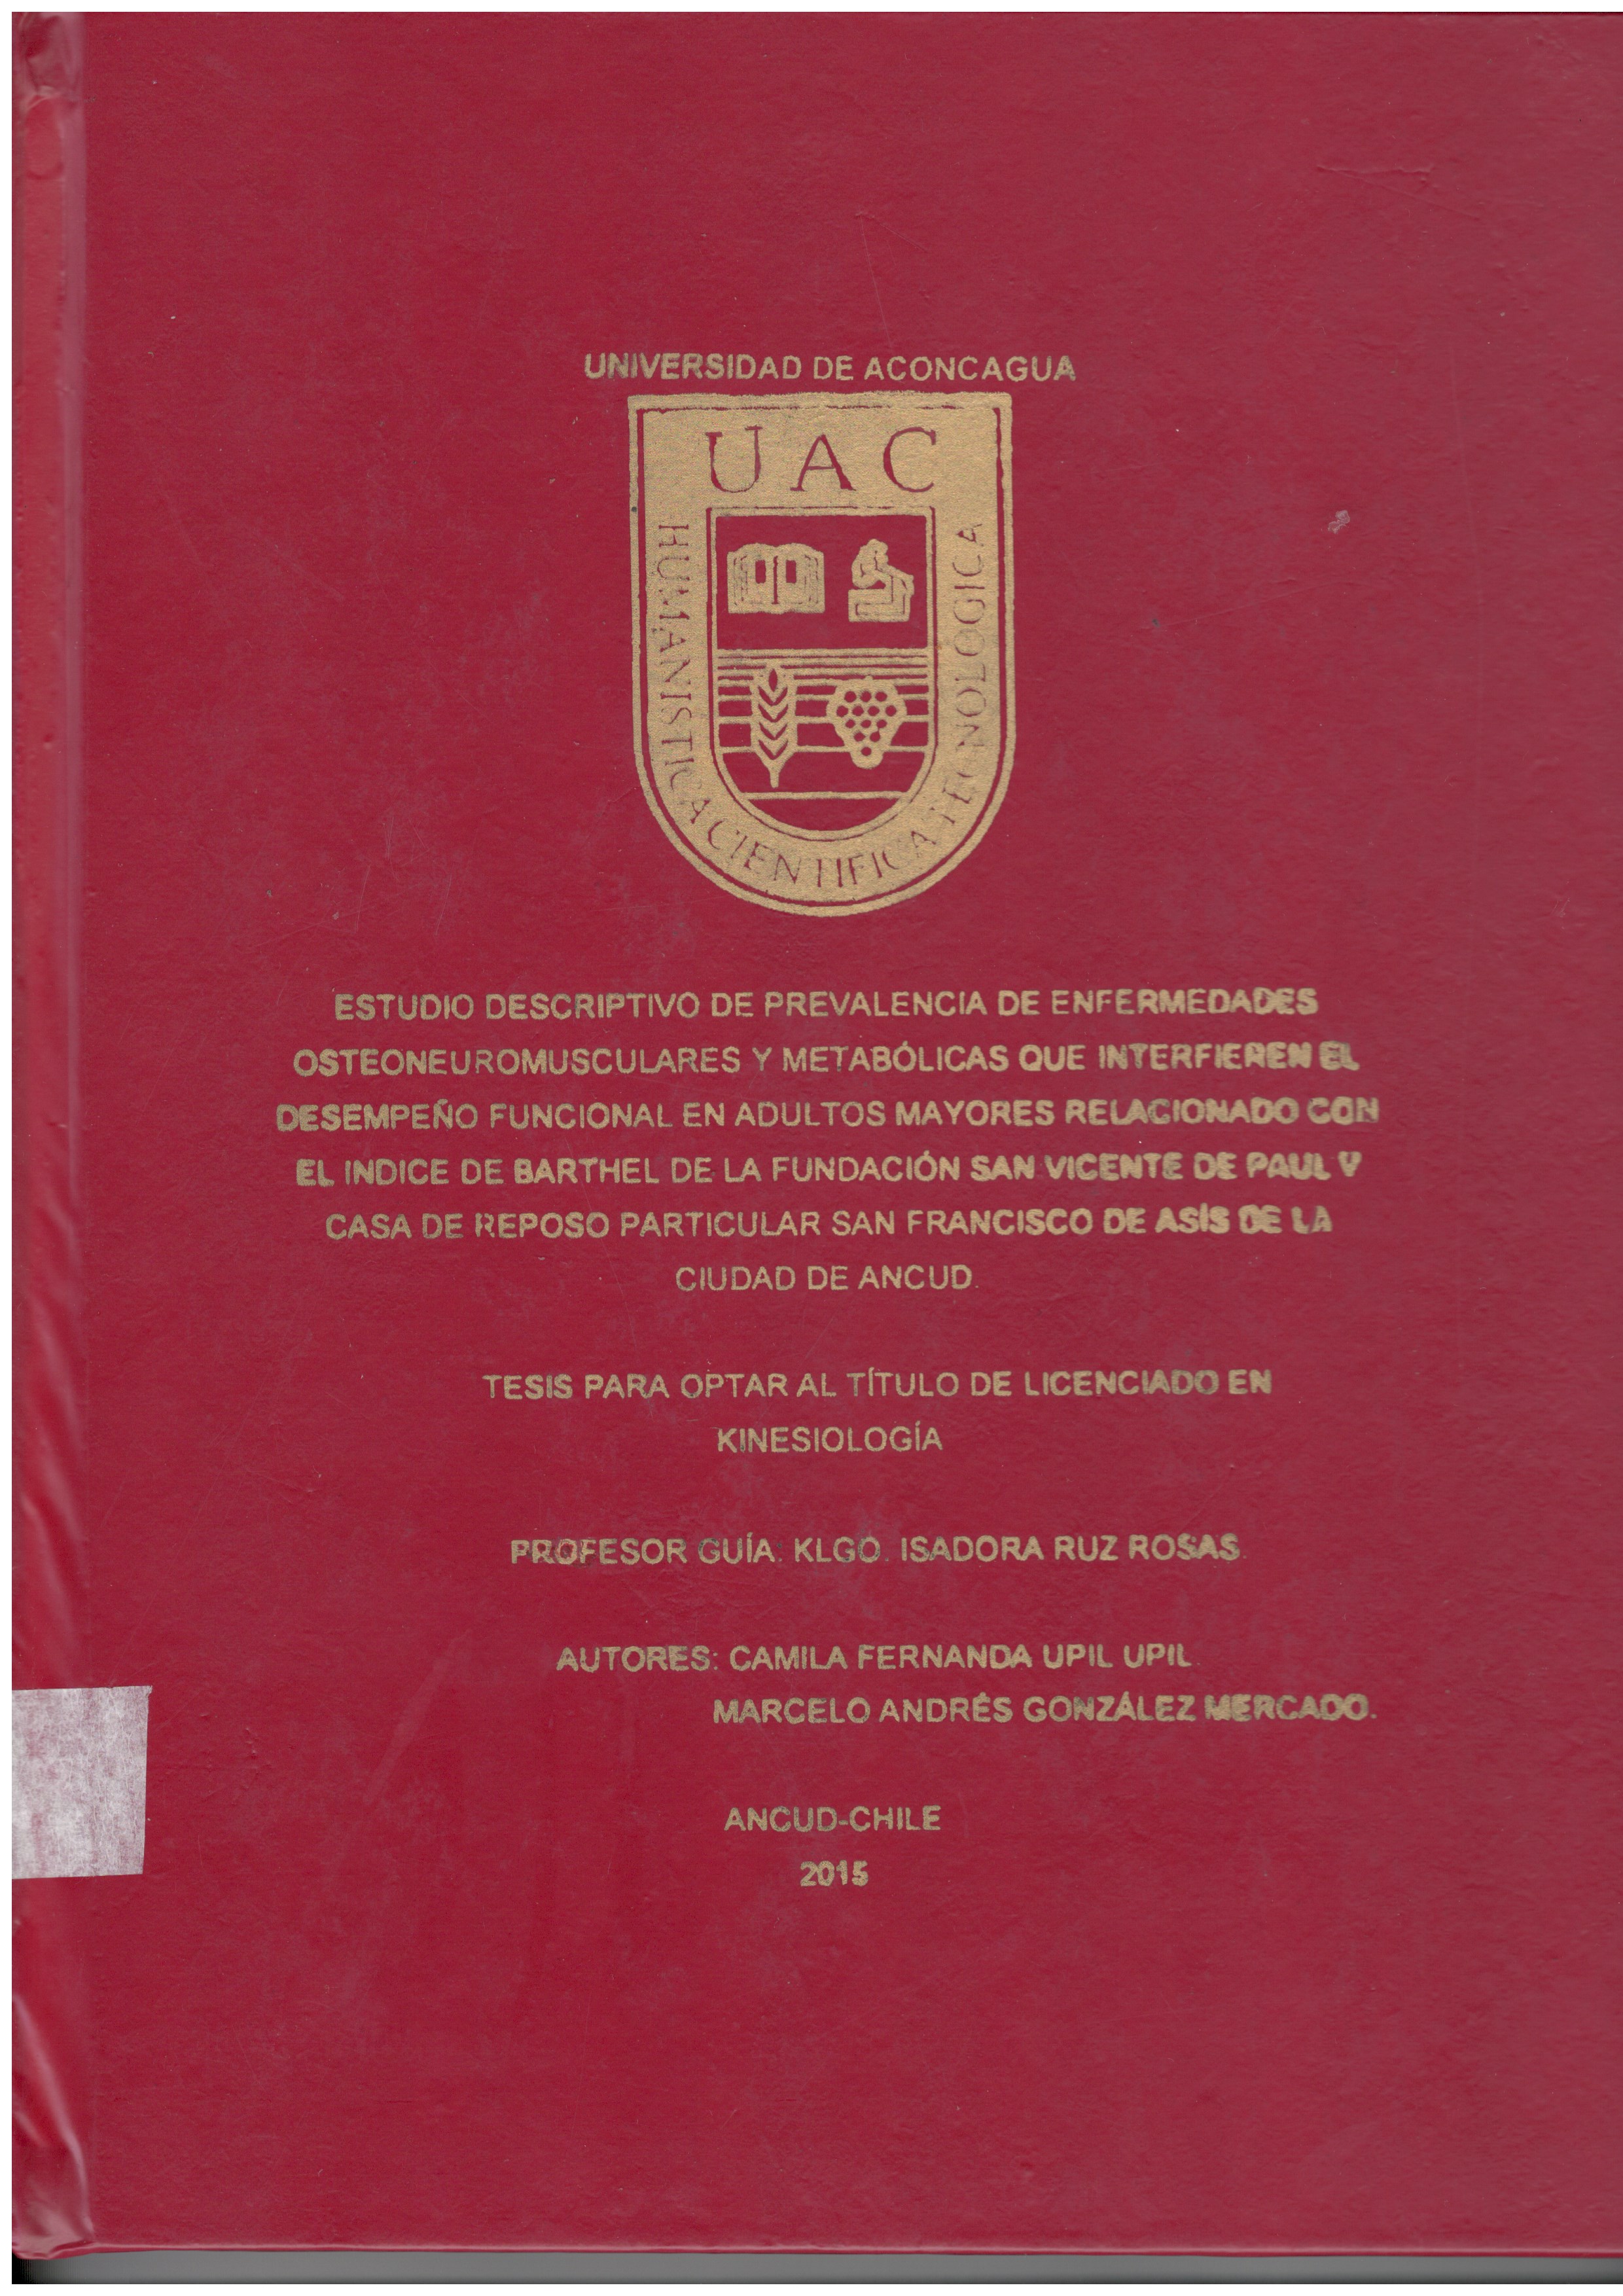 UNIVERSIDAD DE ACONCAGUA
UAC
HUMANISTICA CIENTIFICA TECNOLOGICA
ESTUDIO DESCRIPTIVO DE PREVALENCIA DE ENFERMEDADES
OSTEONEUROMUSCULARES Y METABÓLICAS QUE INTERFIEREN EL
DESEMPEÑO FUNCIONAL EN ADULTOS MAYORES RELACIONADO CON
EL INDICE DE BARTHEL DE LA FUNDACIÓN SAN VICENTE DE PAUL Y
CASA DE REPOSO PARTICULAR SAN FRANCISCO DE ASÍS DE LA
CIUDAD DE ANCUD.
TESIS PARA OPTAR AL TÍTULO DE LICENCIADO EN
KINESIOLOGÍA
PROFESOR GUÍA: KLGO. ISADORA RUZ ROSAS.
AUTORES: CAMILA FERNANDA UPIL UPIL.
MARCELO ANDRÉS GONZÁLEZ MERCADO.
ANCUD-CHILE
2015